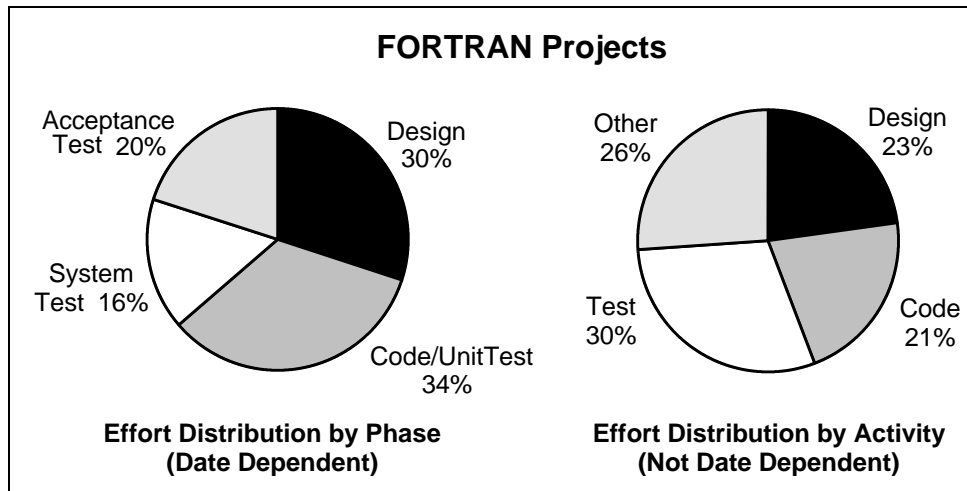 FORTRAN Projects
Acceptance
Test 20%
Design
30%
System
Test 16%
Code/UnitTest
34%
Effort Distribution by Phase
(Date Dependent)
Other
26%
Design
23%
Test
30%
Code
21%
Effort Distribution by Activity
(Not Date Dependent)